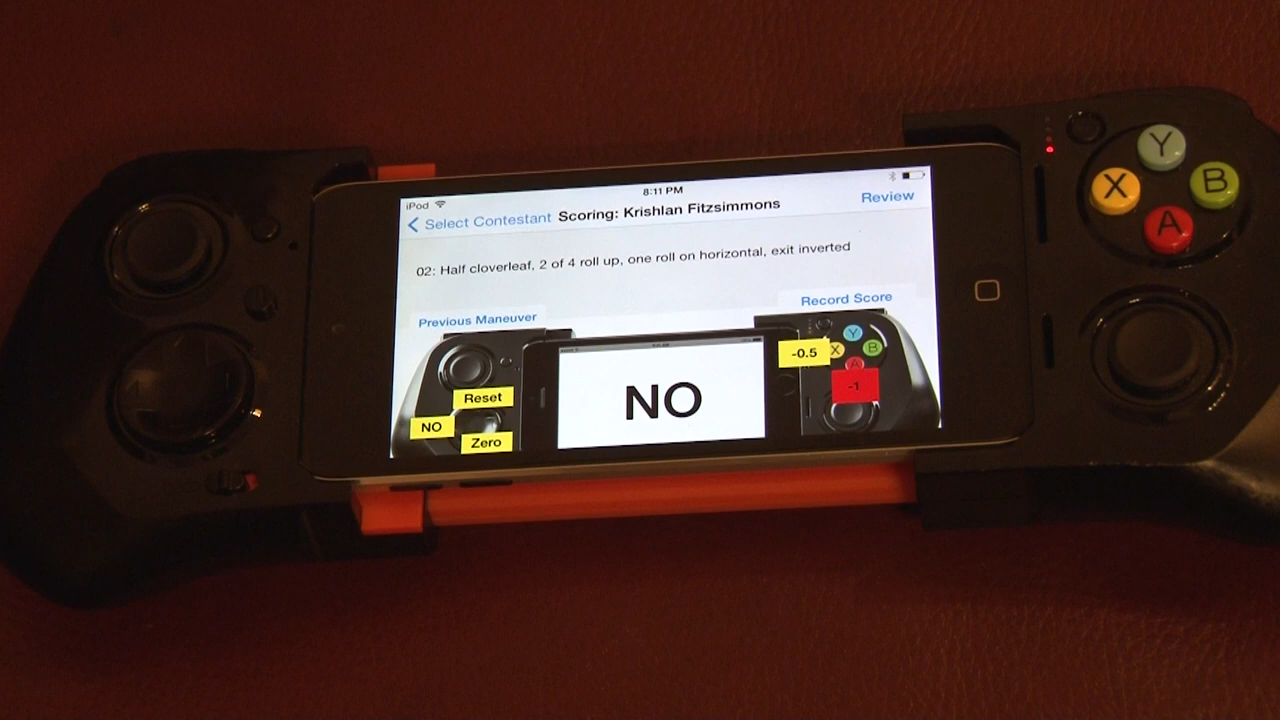 8:11 PM
iPod
Select Contestant Scoring: Krishlan Fitzsimmons Review
02: Half cloverleaf, 2 of 4 roll up, one roll on horizontal, exit inverted
Previous Maneuver
Record Score
Reset
NO
Zero
NO
-0.5
Y
X
B
A
-1
Y
X
B
A